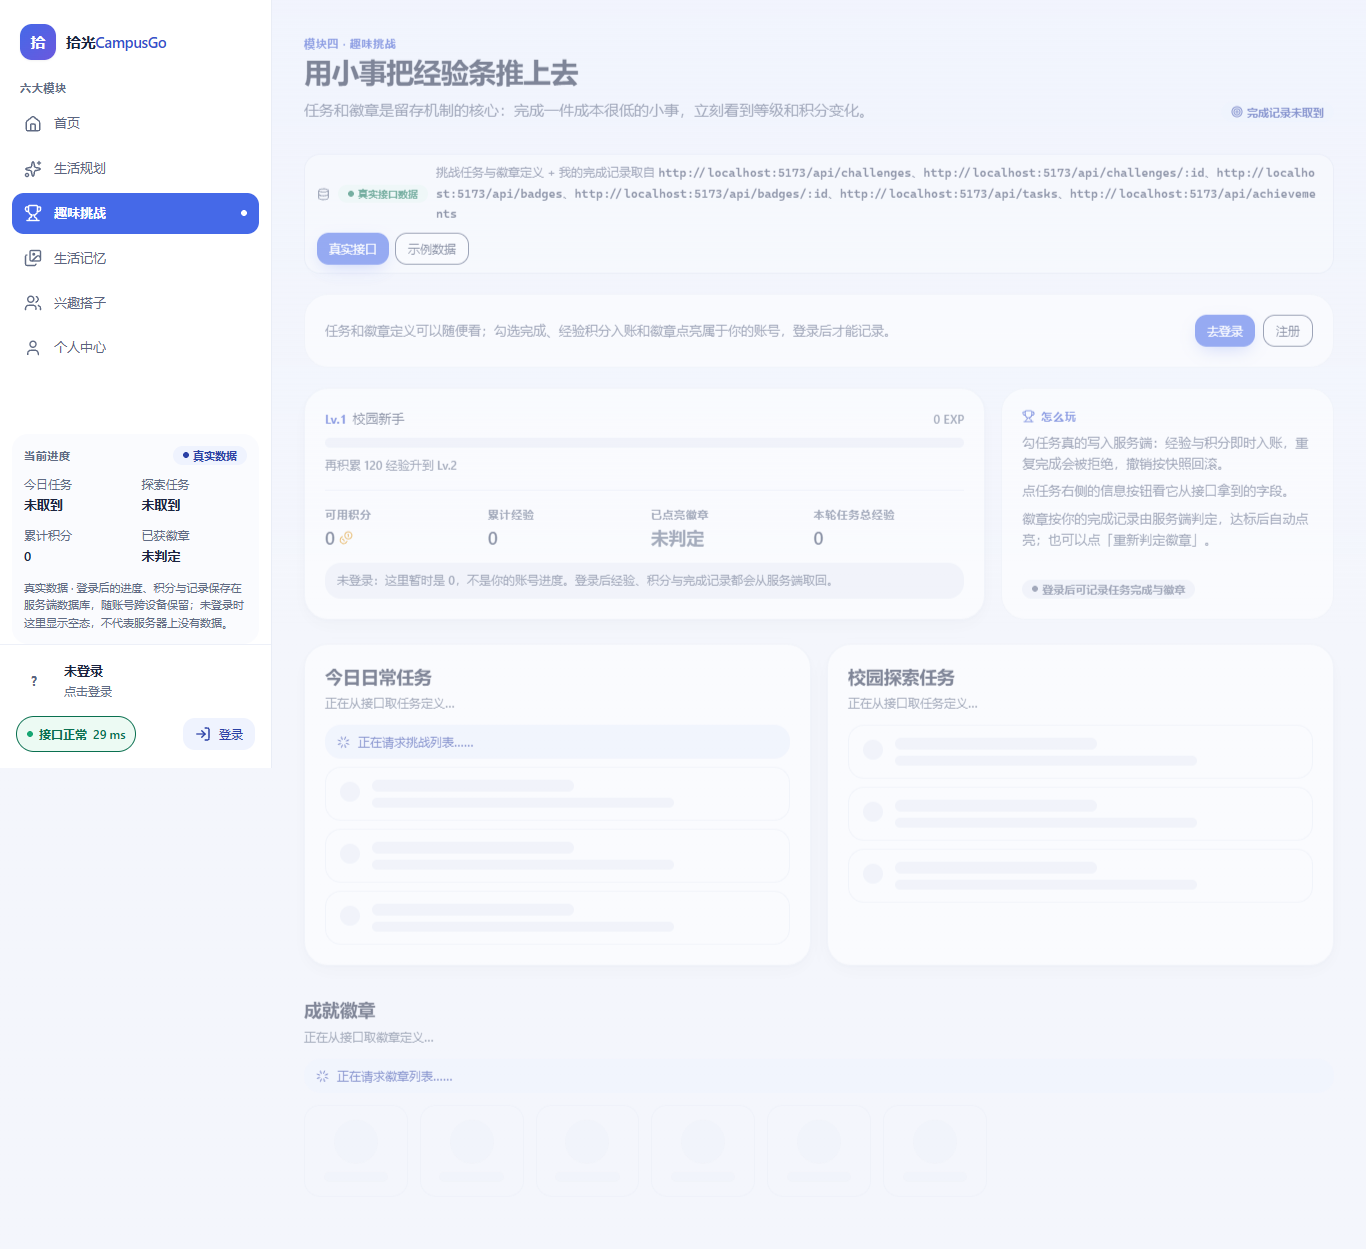 拾
拾光CampusGo
六大模块
首页
生活规划
趣味挑战
生活记忆
兴趣搭子
个人中心
当前进度
真实数据
今日任务
探索任务
未取到
未取到
累计积分
已获徽章
0
未判定
真实数据 · 登录后的进度、积分与记录保存在
服务端数据库，随账号跨设备保留；未登录时
这里显示空态，不代表服务器上没有数据。
?
未登录
点击登录
接口正常 29 ms
登录
模块四 · 趣味挑战
用小事把经验条推上去
任务和徽章是留存机制的核心：完成一件成本很低的小事，立刻看到等级和积分变化。
完成记录未取到
真实接口数据
挑战任务与徽章定义 + 我的完成记录取自 http://localhost:5173/api/challenges、http://localhost:5173/api/challenges/:id、http://localho
st:5173/api/badges、http://localhost:5173/api/badges/:id、http://localhost:5173/api/tasks、http://localhost:5173/api/achieveme
nts
真实接口
示例数据
任务和徽章定义可以随便看；勾选完成、经验积分入账和徽章点亮属于你的账号，登录后才能记录。
去登录
注册
Lv.1 校园新手
0 EXP
再积累 120 经验升到 Lv.2
可用积分
累计经验
已点亮徽章
本轮任务总经验
0
0
未判定
0
未登录：这里暂时是 0，不是你的账号进度。登录后经验、积分与完成记录都会从服务端取回。
怎么玩
勾任务真的写入服务端：经验与积分即时入账，重
复完成会被拒绝，撤销按快照回滚。
点任务右侧的信息按钮看它从接口拿到的字段。
徽章按你的完成记录由服务端判定，达标后自动点
亮；也可以点「重新判定徽章」。
登录后可记录任务完成与徽章
今日日常任务
正在从接口取任务定义…
正在请求挑战列表……
校园探索任务
正在从接口取任务定义…
成就徽章
正在从接口取徽章定义…
正在请求徽章列表……